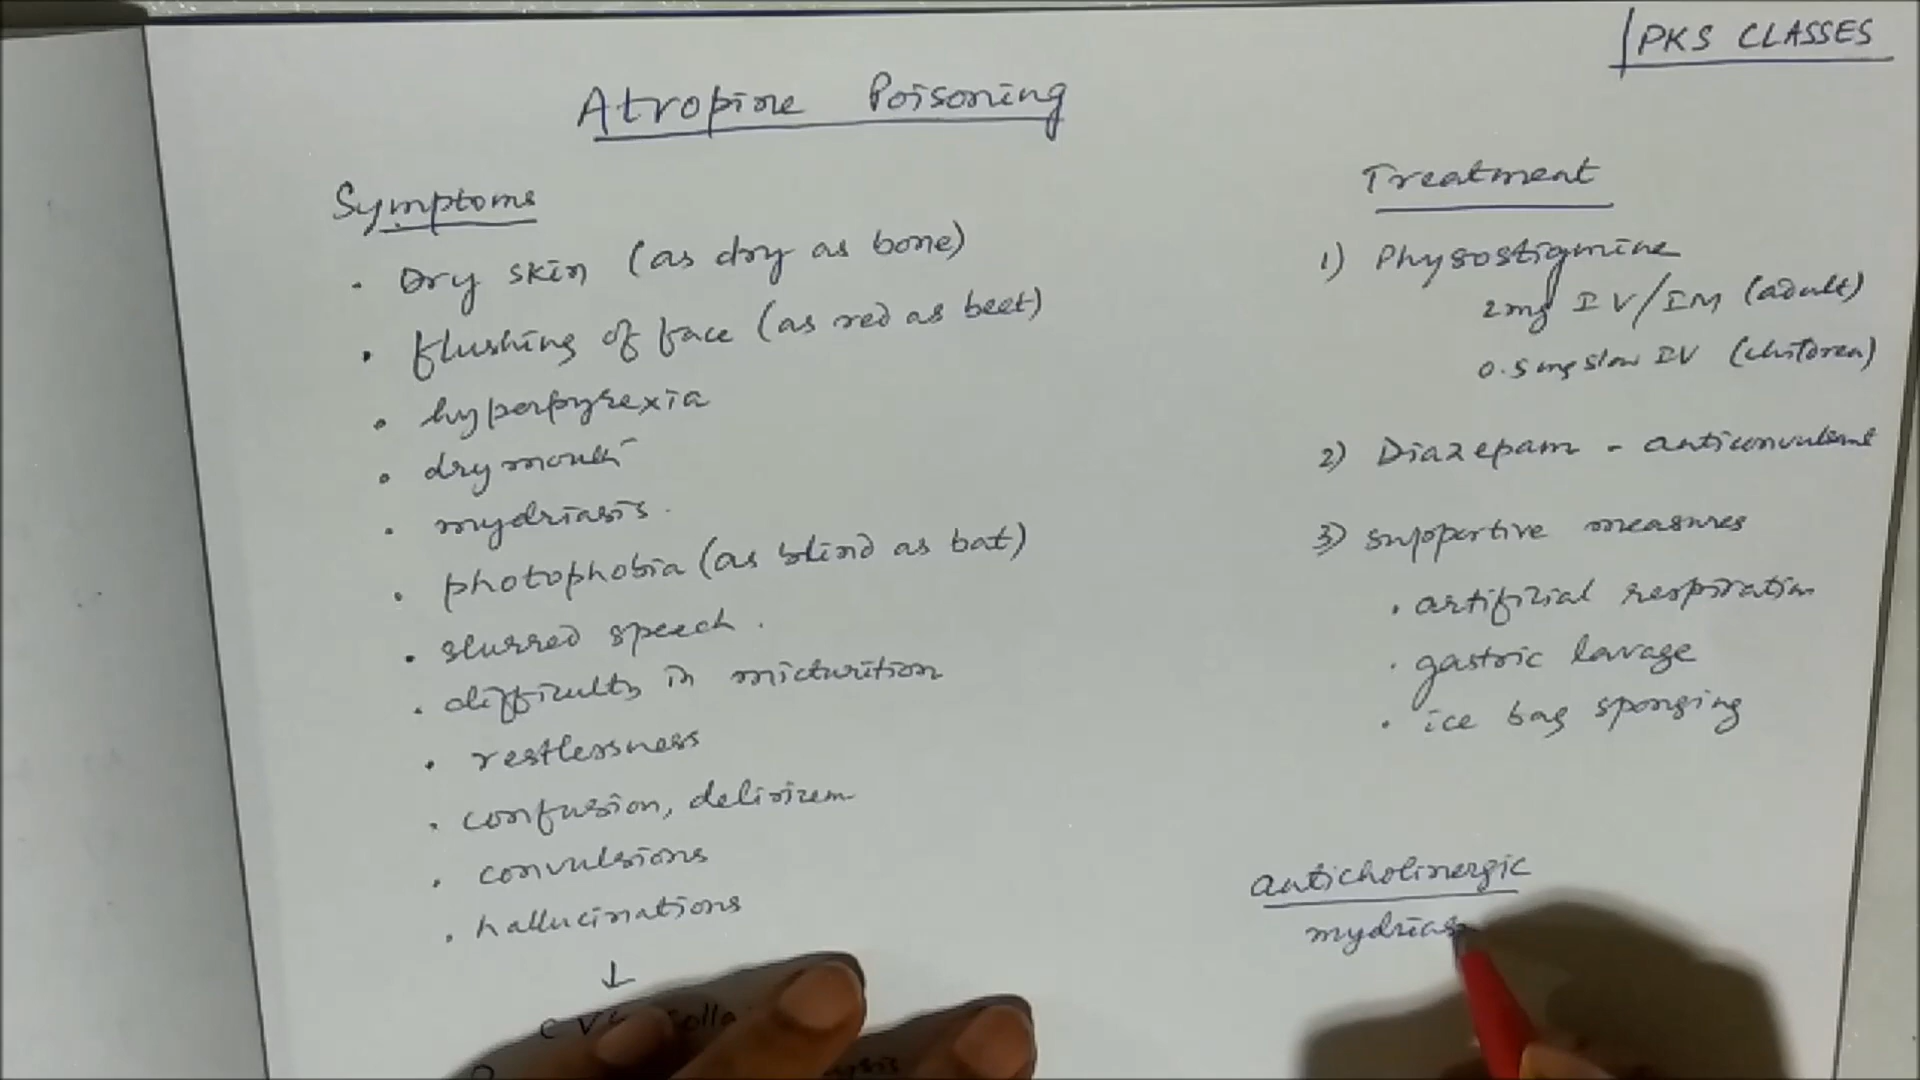 PKS CLASSES
Atropine Poisoning
Symptoms
• Dry skin (as dry as bone)
• flushing of face (as red as beet)
• hyperpyrexia
• dry mouth
• mydriasis.
• photophobia (as blind as bat)
• slurred speech.
• difficulty in micturition
• restlessness
• confusion, delirium
• convulsions
• hallucinations
↓
Treatment
1) Physostigmine
2mg IV/IM (adult)
0.5 mg slow IV (children)
2) Diazepam - anticonvulsant
3) supportive measures
• artificial respiration
• gastric lavage
• ice bag sponging
anticholinergic
mydrias